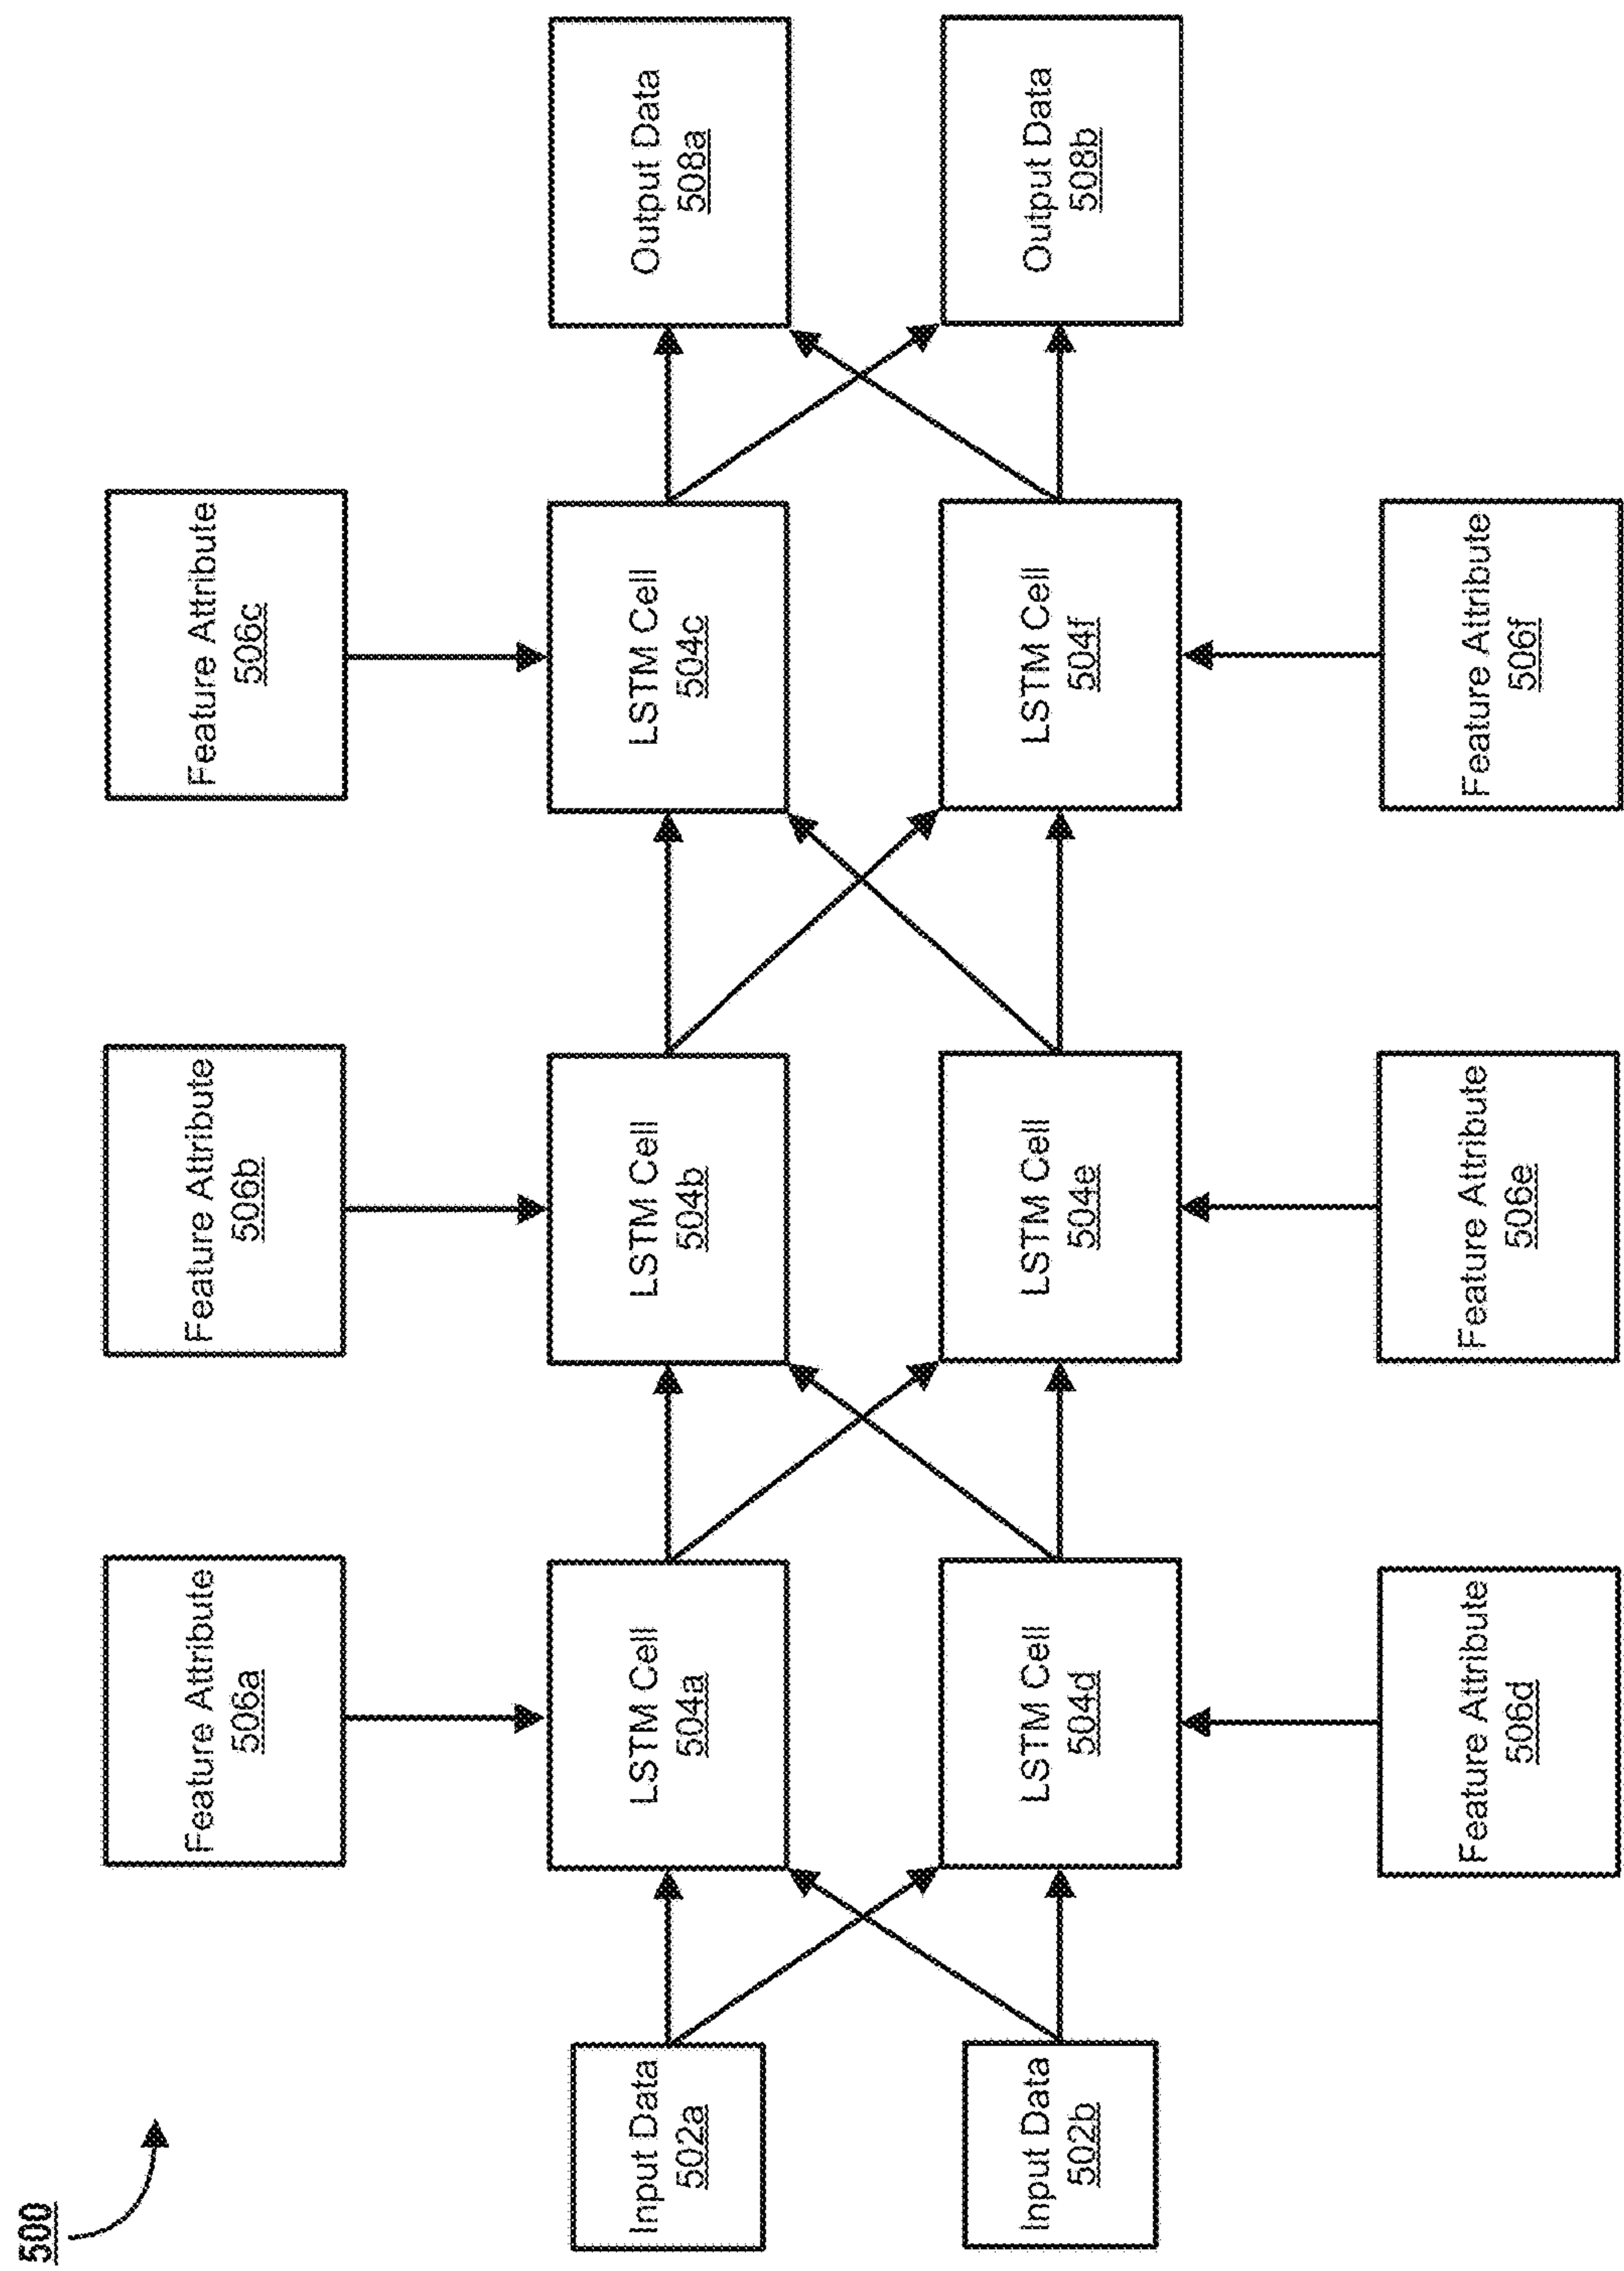 500
Feature Attribute
506a
Feature Attribute
506b
Feature Attribute
506c
Input Data
502a
LSTM Cell
504a
LSTM Cell
504b
LSTM Cell
504c
Output Data
508a
Input Data
502b
LSTM Cell
504d
LSTM Cell
504e
LSTM Cell
504f
Output Data
508b
Feature Attribute
506d
Feature Attribute
506e
Feature Attribute
506f